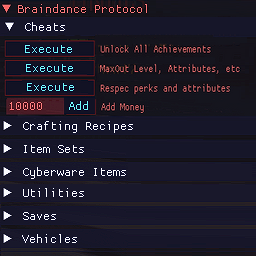 Braindance Protocol
Cheats
Execute Unlock All Achievements
Execute MaxOut Level, Attributes, etc
Execute Respec perks and attributes
10000 Add Add Money
Crafting Recipes
Item Sets
Cyberware Items
Utilities
Saves
Vehicles